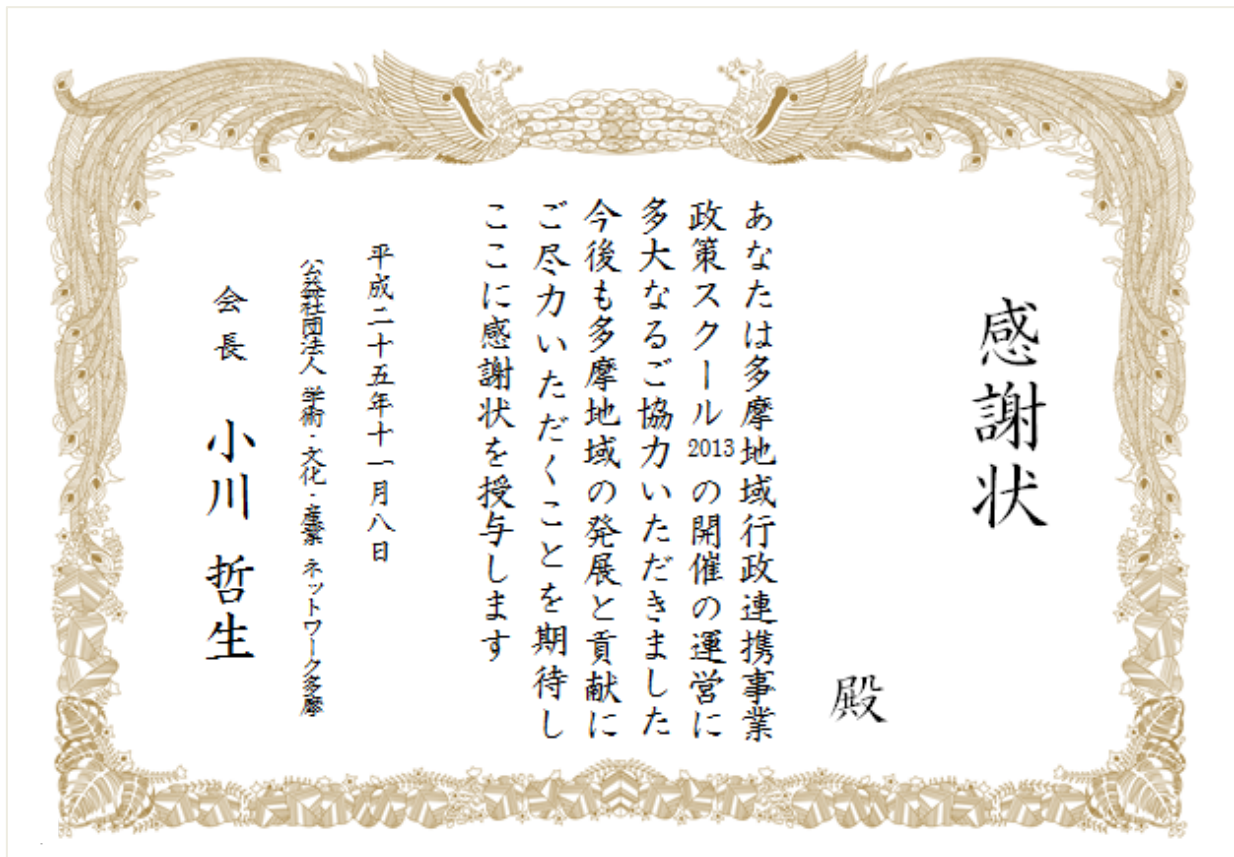 感謝状
殿
あなたは多摩地域行政連携事業
政策スクール2013の開催の運営に
多大なるご協力いただきました
今後も多摩地域の発展と貢献に
ご尽力いただくことを期待し
ここに感謝状を授与します
平成二十五年十一月八日
公益社団法人 学術・文化・産業 ネットワーク多摩
会長 小川 哲生